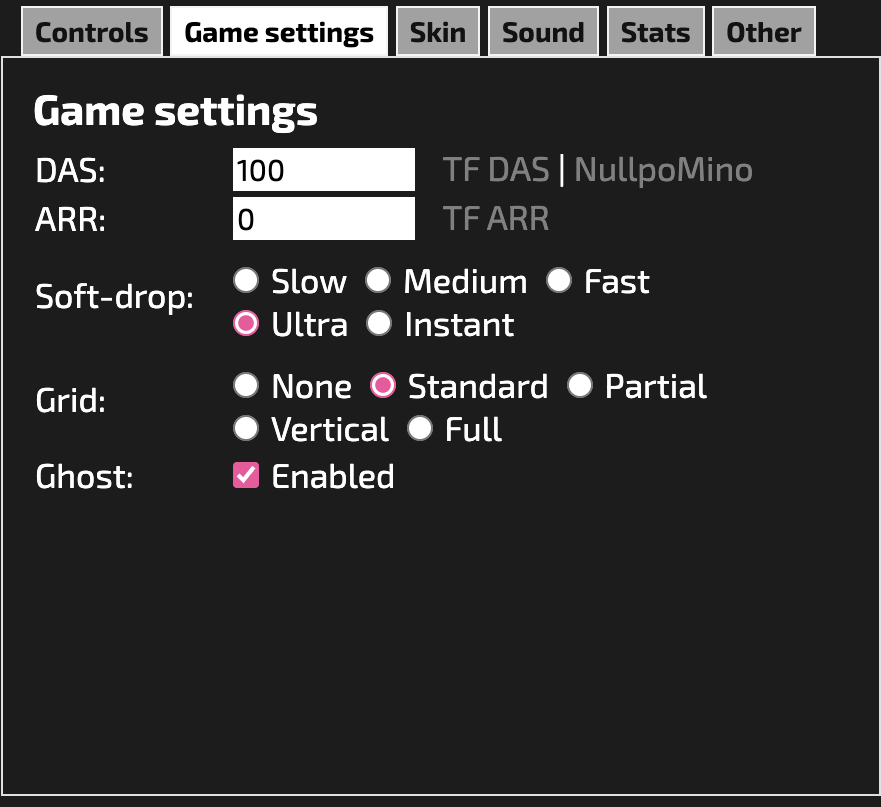 Controls Game settings Skin Sound Stats Other
Game settings
DAS: 100 TF DAS | NullpoMino
ARR: 0 TF ARR
Soft-drop: Slow Medium Fast
Ultra Instant
Grid: None Standard Partial
Vertical Full
Ghost: Enabled